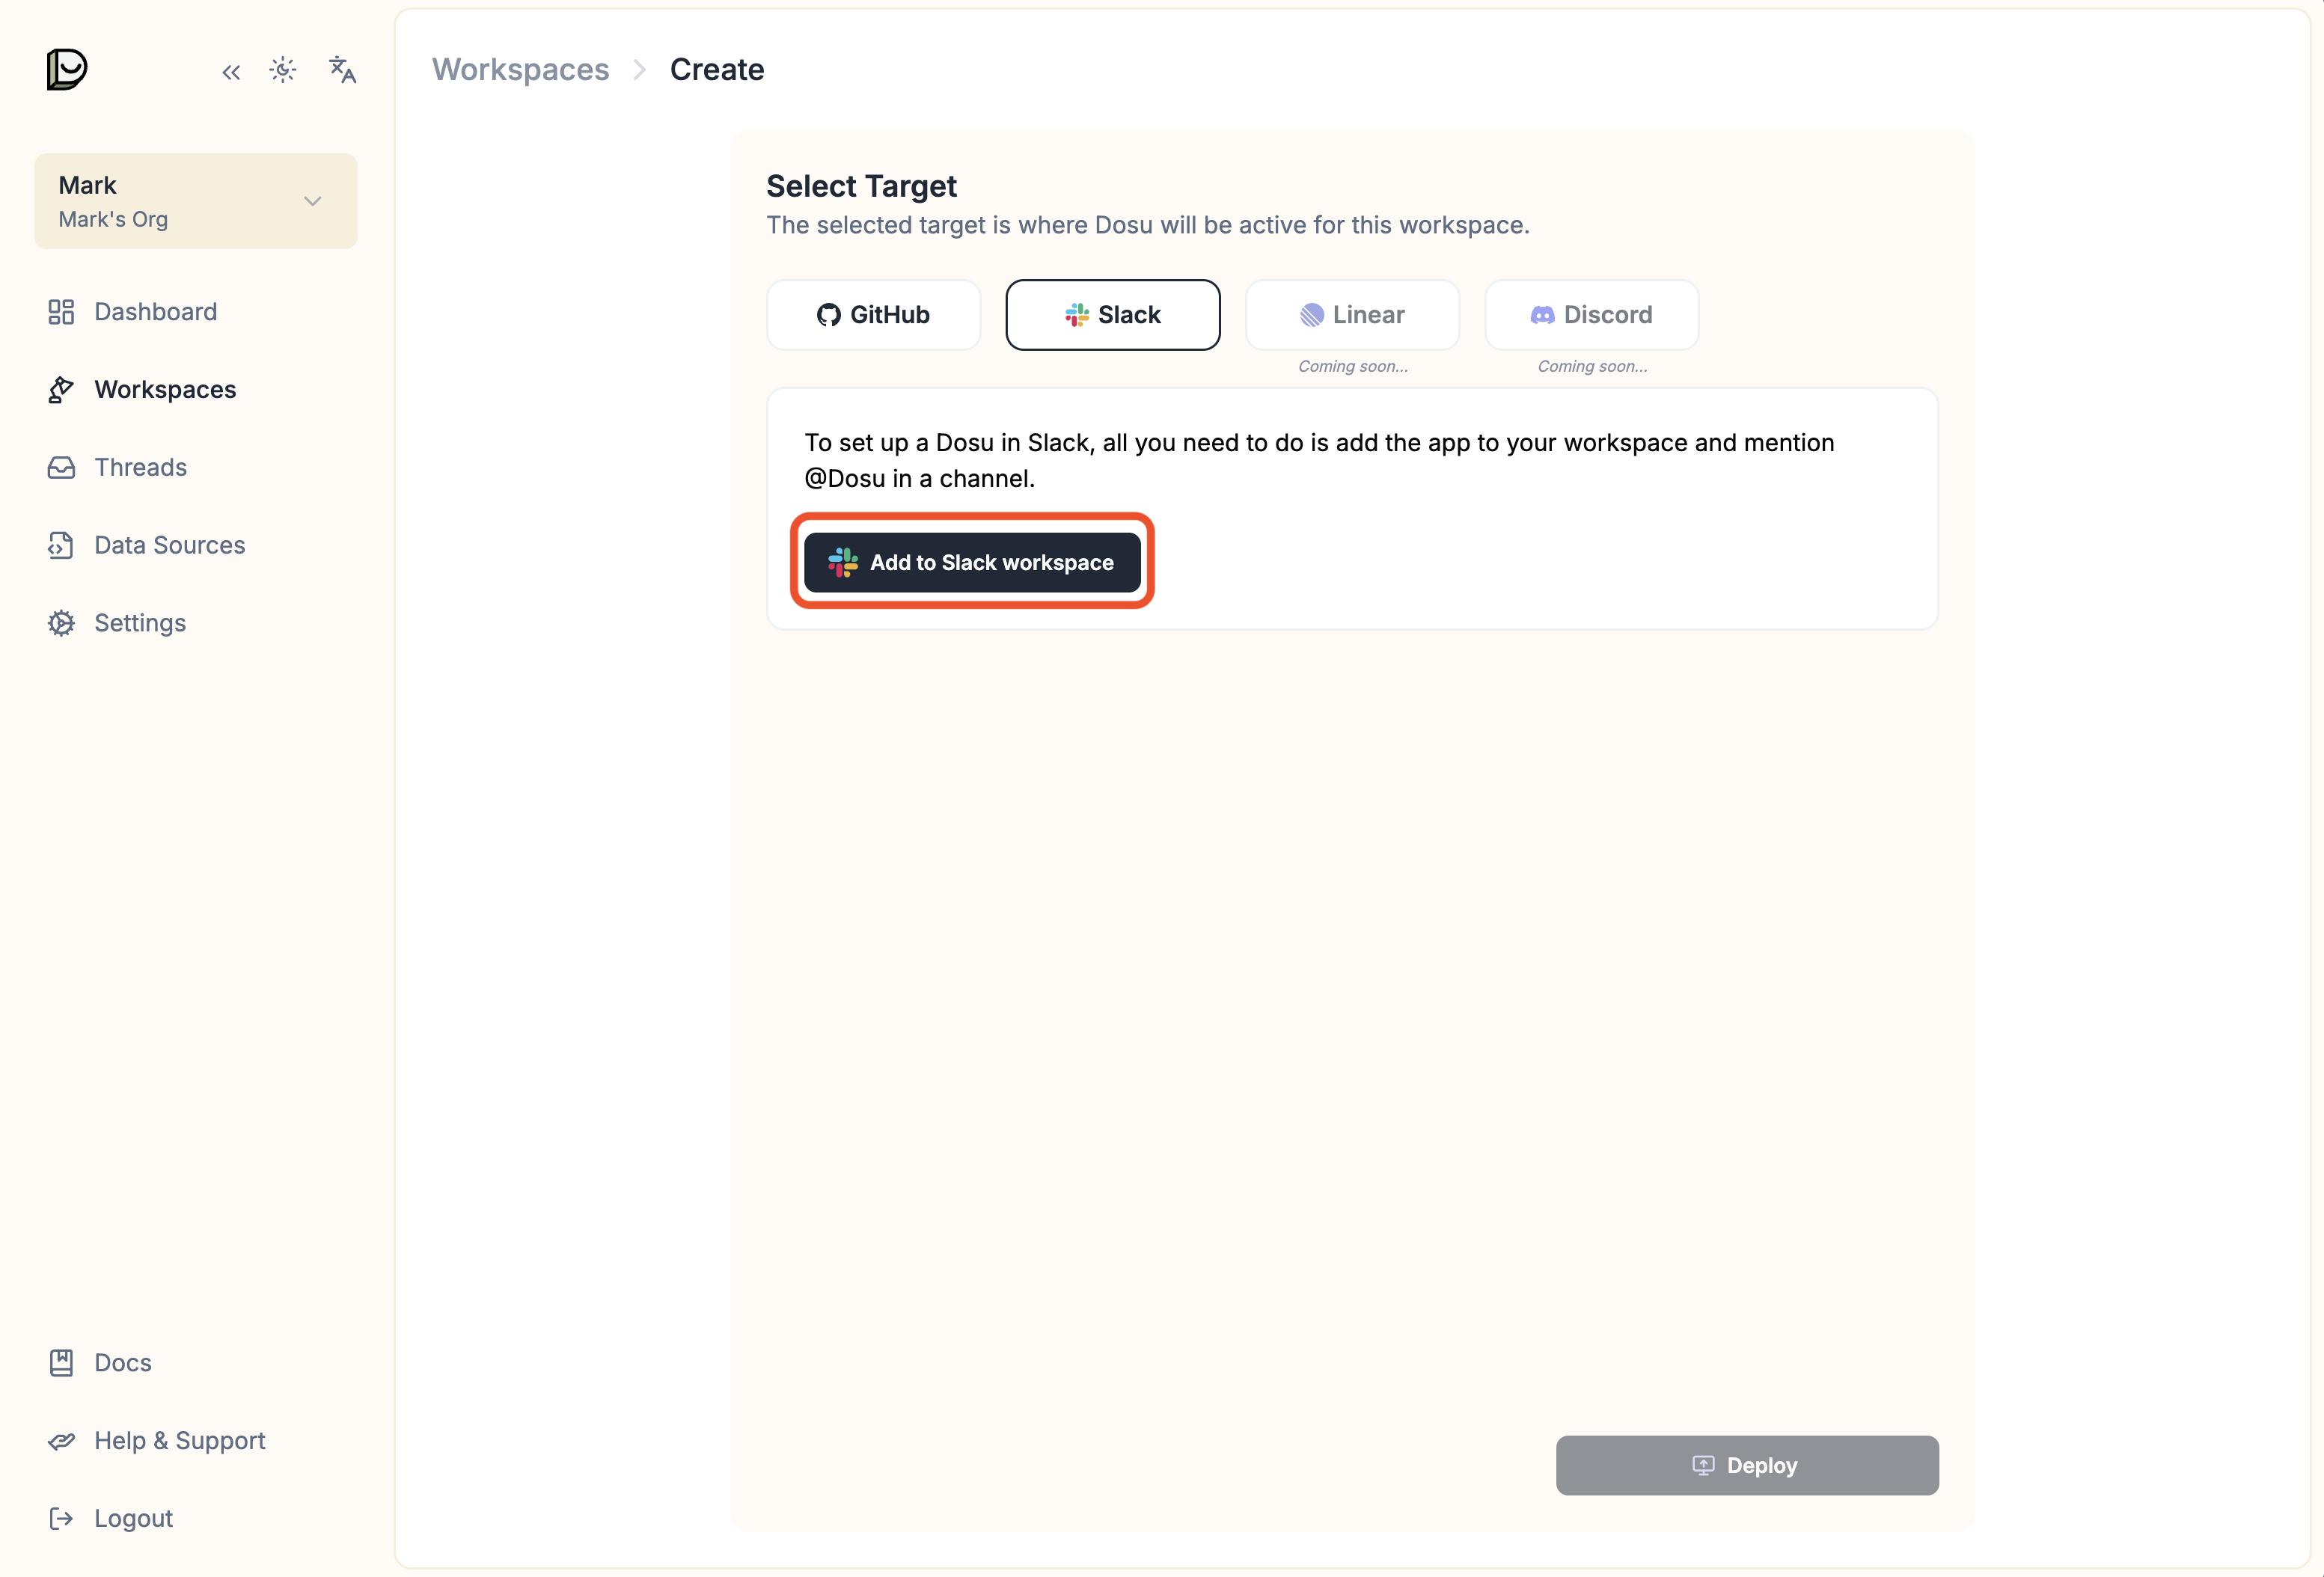 Mark
Mark's Org
Dashboard
Workspaces
Threads
Data Sources
Settings
Docs
Help & Support
Logout
Workspaces > Create
Select Target
The selected target is where Dosu will be active for this workspace.
GitHub
Slack
Linear
Coming soon...
Discord
Coming soon...
To set up a Dosu in Slack, all you need to do is add the app to your workspace and mention
@Dosu in a channel.
Add to Slack workspace
Deploy